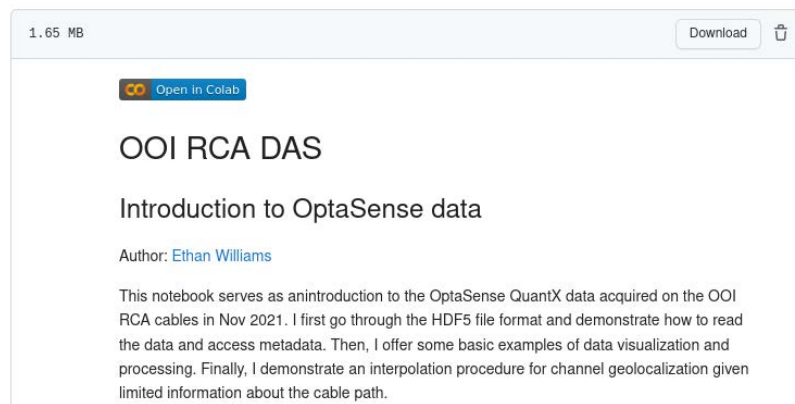 1.65 MB
Download
Open in Colab
OOI RCA DAS
Introduction to OptaSense data
Author: Ethan Williams
This notebook serves as anintroduction to the OptaSense QuantX data acquired on the OOI
RCA cables in Nov 2021. I first go through the HDF5 file format and demonstrate how to read
the data and access metadata. Then, I offer some basic examples of data visualization and
processing. Finally, I demonstrate an interpolation procedure for channel geolocalization given
limited information about the cable path.